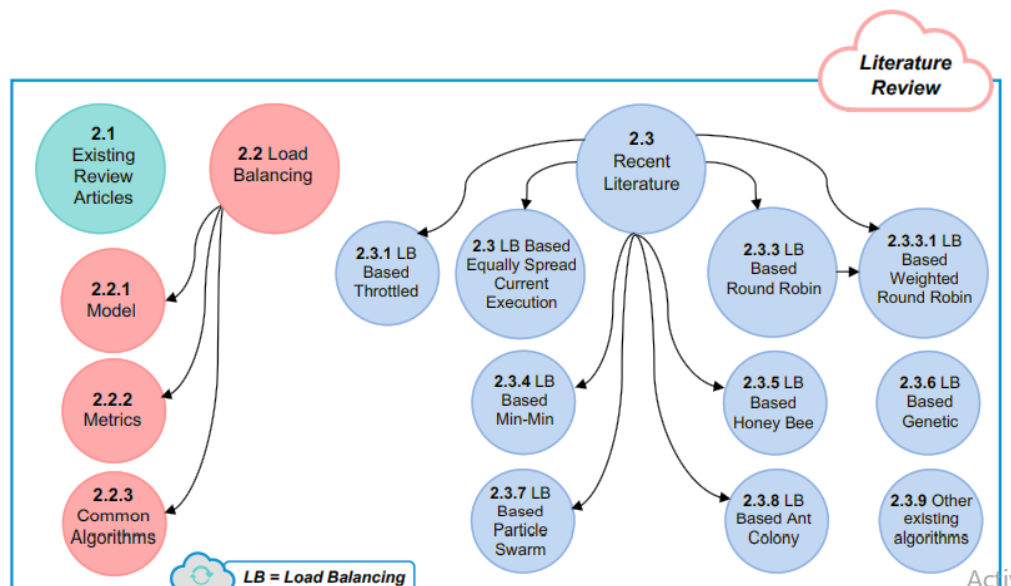 Literature
Review
2.1
Existing
Review
Articles
2.2 Load
Balancing
2.3
Recent
Literature
2.3.1 LB
Based
Throttled
2.3 LB Based
Equally Spread
Current
Execution
2.3.3 LB
Based
Round Robin
2.3.3.1 LB
Based
Weighted
Round Robin
2.2.1
Model
2.2.2
Metrics
2.3.4 LB
Based
Min-Min
2.3.5 LB
Based
Honey Bee
2.3.6 LB
Based
Genetic
2.2.3
Common
Algorithms
2.3.7 LB
Based
Particle
Swarm
2.3.8 LB
Based Ant
Colony
2.3.9 Other
existing
algorithms
LB = Load Balancing